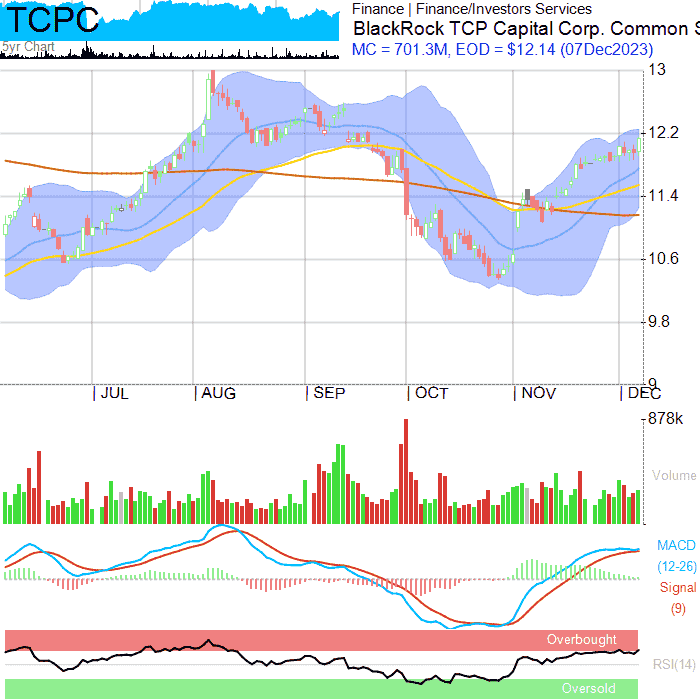 TCPC
5yr Chart
Finance | Finance/Investors Services
BlackRock TCP Capital Corp. Common S
MC = 701.3M, EOD = $12.14 (07Dec2023)
13
12.2
11.4
10.6
9.8
9
JUL AUG SEP OCT NOV DEC
878k
Volume
MACD
(12-26)
Signal
(9)
Overbought
RSI(14)
Oversold